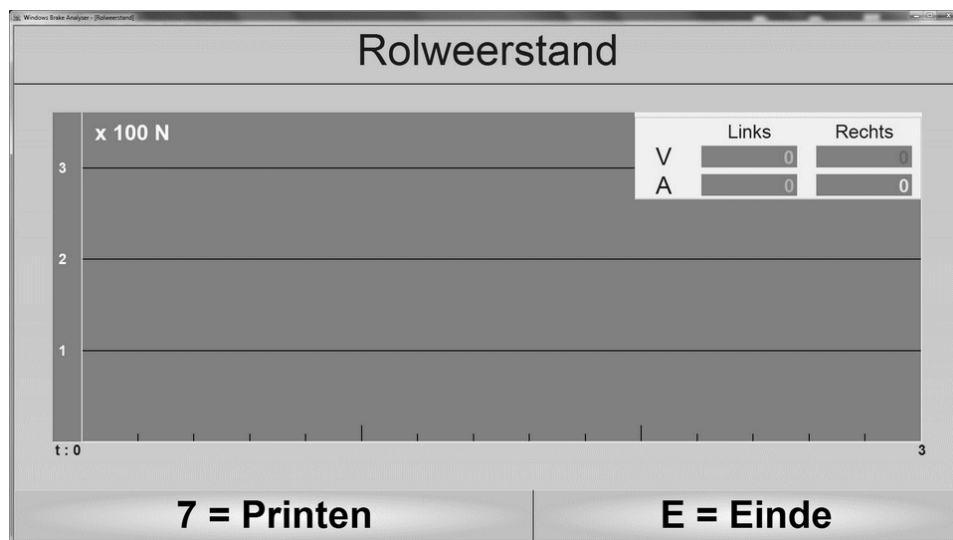 Windows Brake Analyser - [Rolweerstand]
Rolweerstand
x 100 N
Links Rechts
V 0 0
A 0 0
3
2
1
t : 0 3
7 = Printen E = Einde